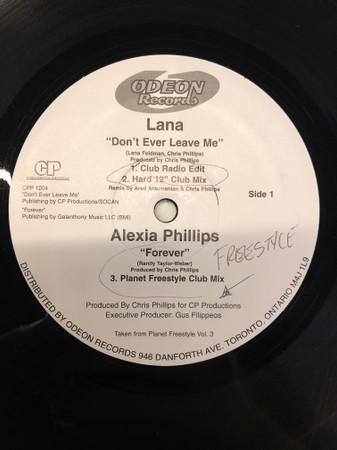 ODEON
Records
Lana
"Don't Ever Leave Me"
(Lana Feldman, Chris Phillips)
Produced by Chris Phillips
1. Club Radio Edit
2. Hard 12" Club Mix
Remix by Ared Artsumanian & Chris Phillips
CP
CPP 1204
"Don't Ever Leave Me"
Publishing by CP Productions/SOCAN
"Forever"
Publishing by Galanthony Music LLC (BMI)
Side 1
Alexia Phillips
"Forever"
(Randy Taylor-Weber)
Produced by Chris Phillips
3. Planet Freestyle Club Mix
FREESTYLE
Produced By Chris Phillips for CP Productions
Executive Producer: Gus Filippeos
Taken from Planet Freestyle Vol. 3
DISTRIBUTED BY ODEON RECORDS 946 DANFORTH AVE. TORONTO, ONTARIO M4J 1L9